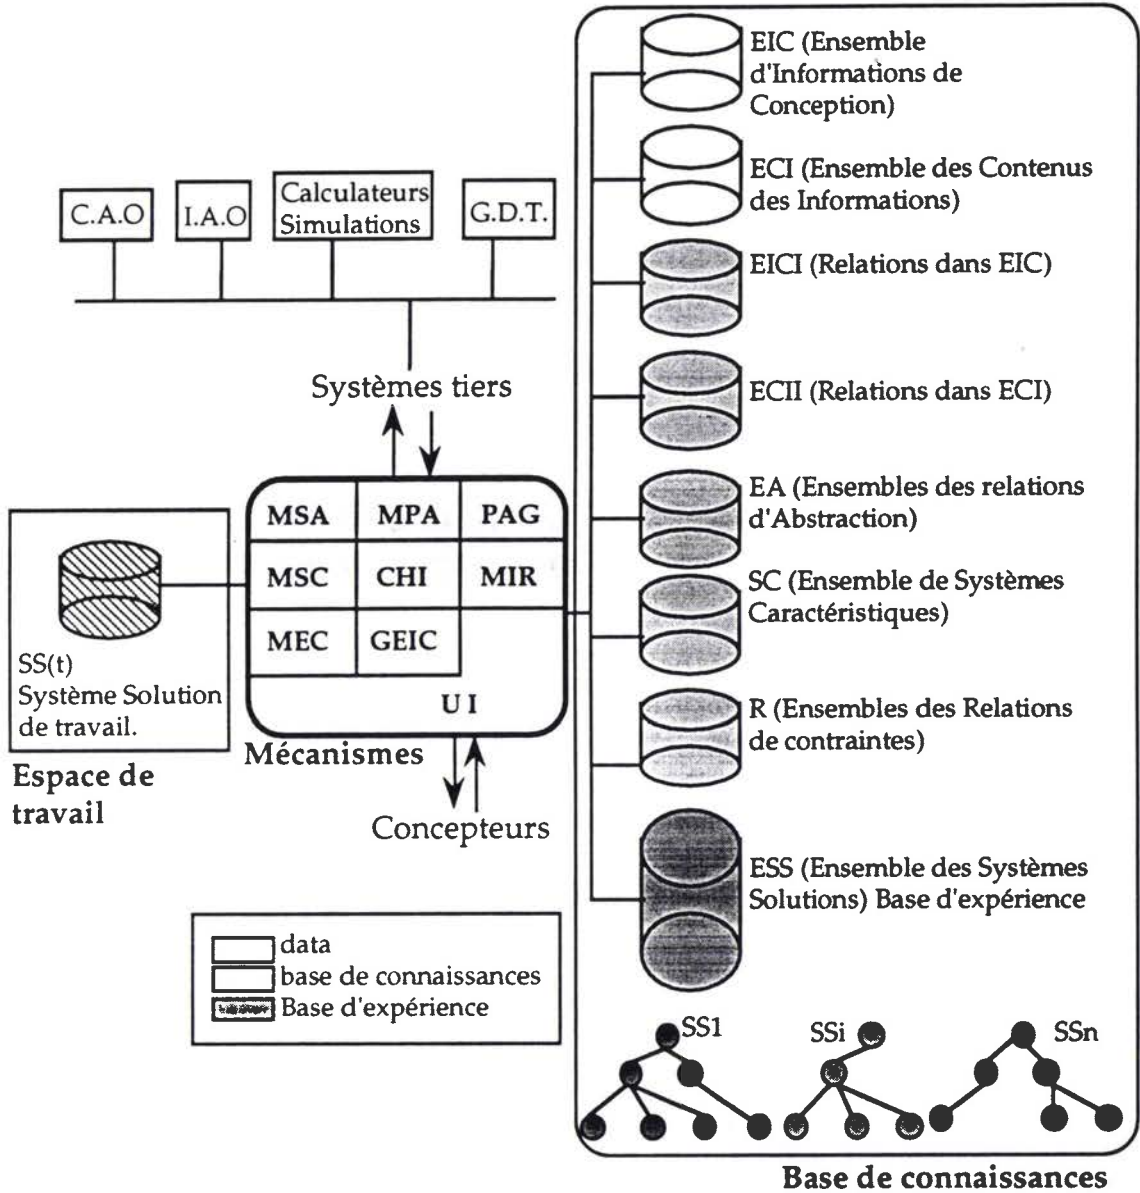 EIC (Ensemble
d'Informations de
Conception)
ECI (Ensemble des Contenus
des Informations)
C.A.O
I.A.O
Calculateurs
Simulations
G.D.T.
EICI (Relations dans EIC)
Systèmes tiers
ECII (Relations dans ECI)
MSA MPA PAG
MSC CHI MIR
MEC GEIC
U I
EA (Ensembles des relations
d'Abstraction)
SC (Ensemble de Systèmes
Caractéristiques)
SS(t)
Système Solution
de travail.
Espace de
travail
Mécanismes
R (Ensembles des Relations
de contraintes)
Concepteurs
ESS (Ensemble des Systèmes
Solutions) Base d'expérience
data
base de connaissances
Base d'expérience
SS1
SSi
SSn
Base de connaissances